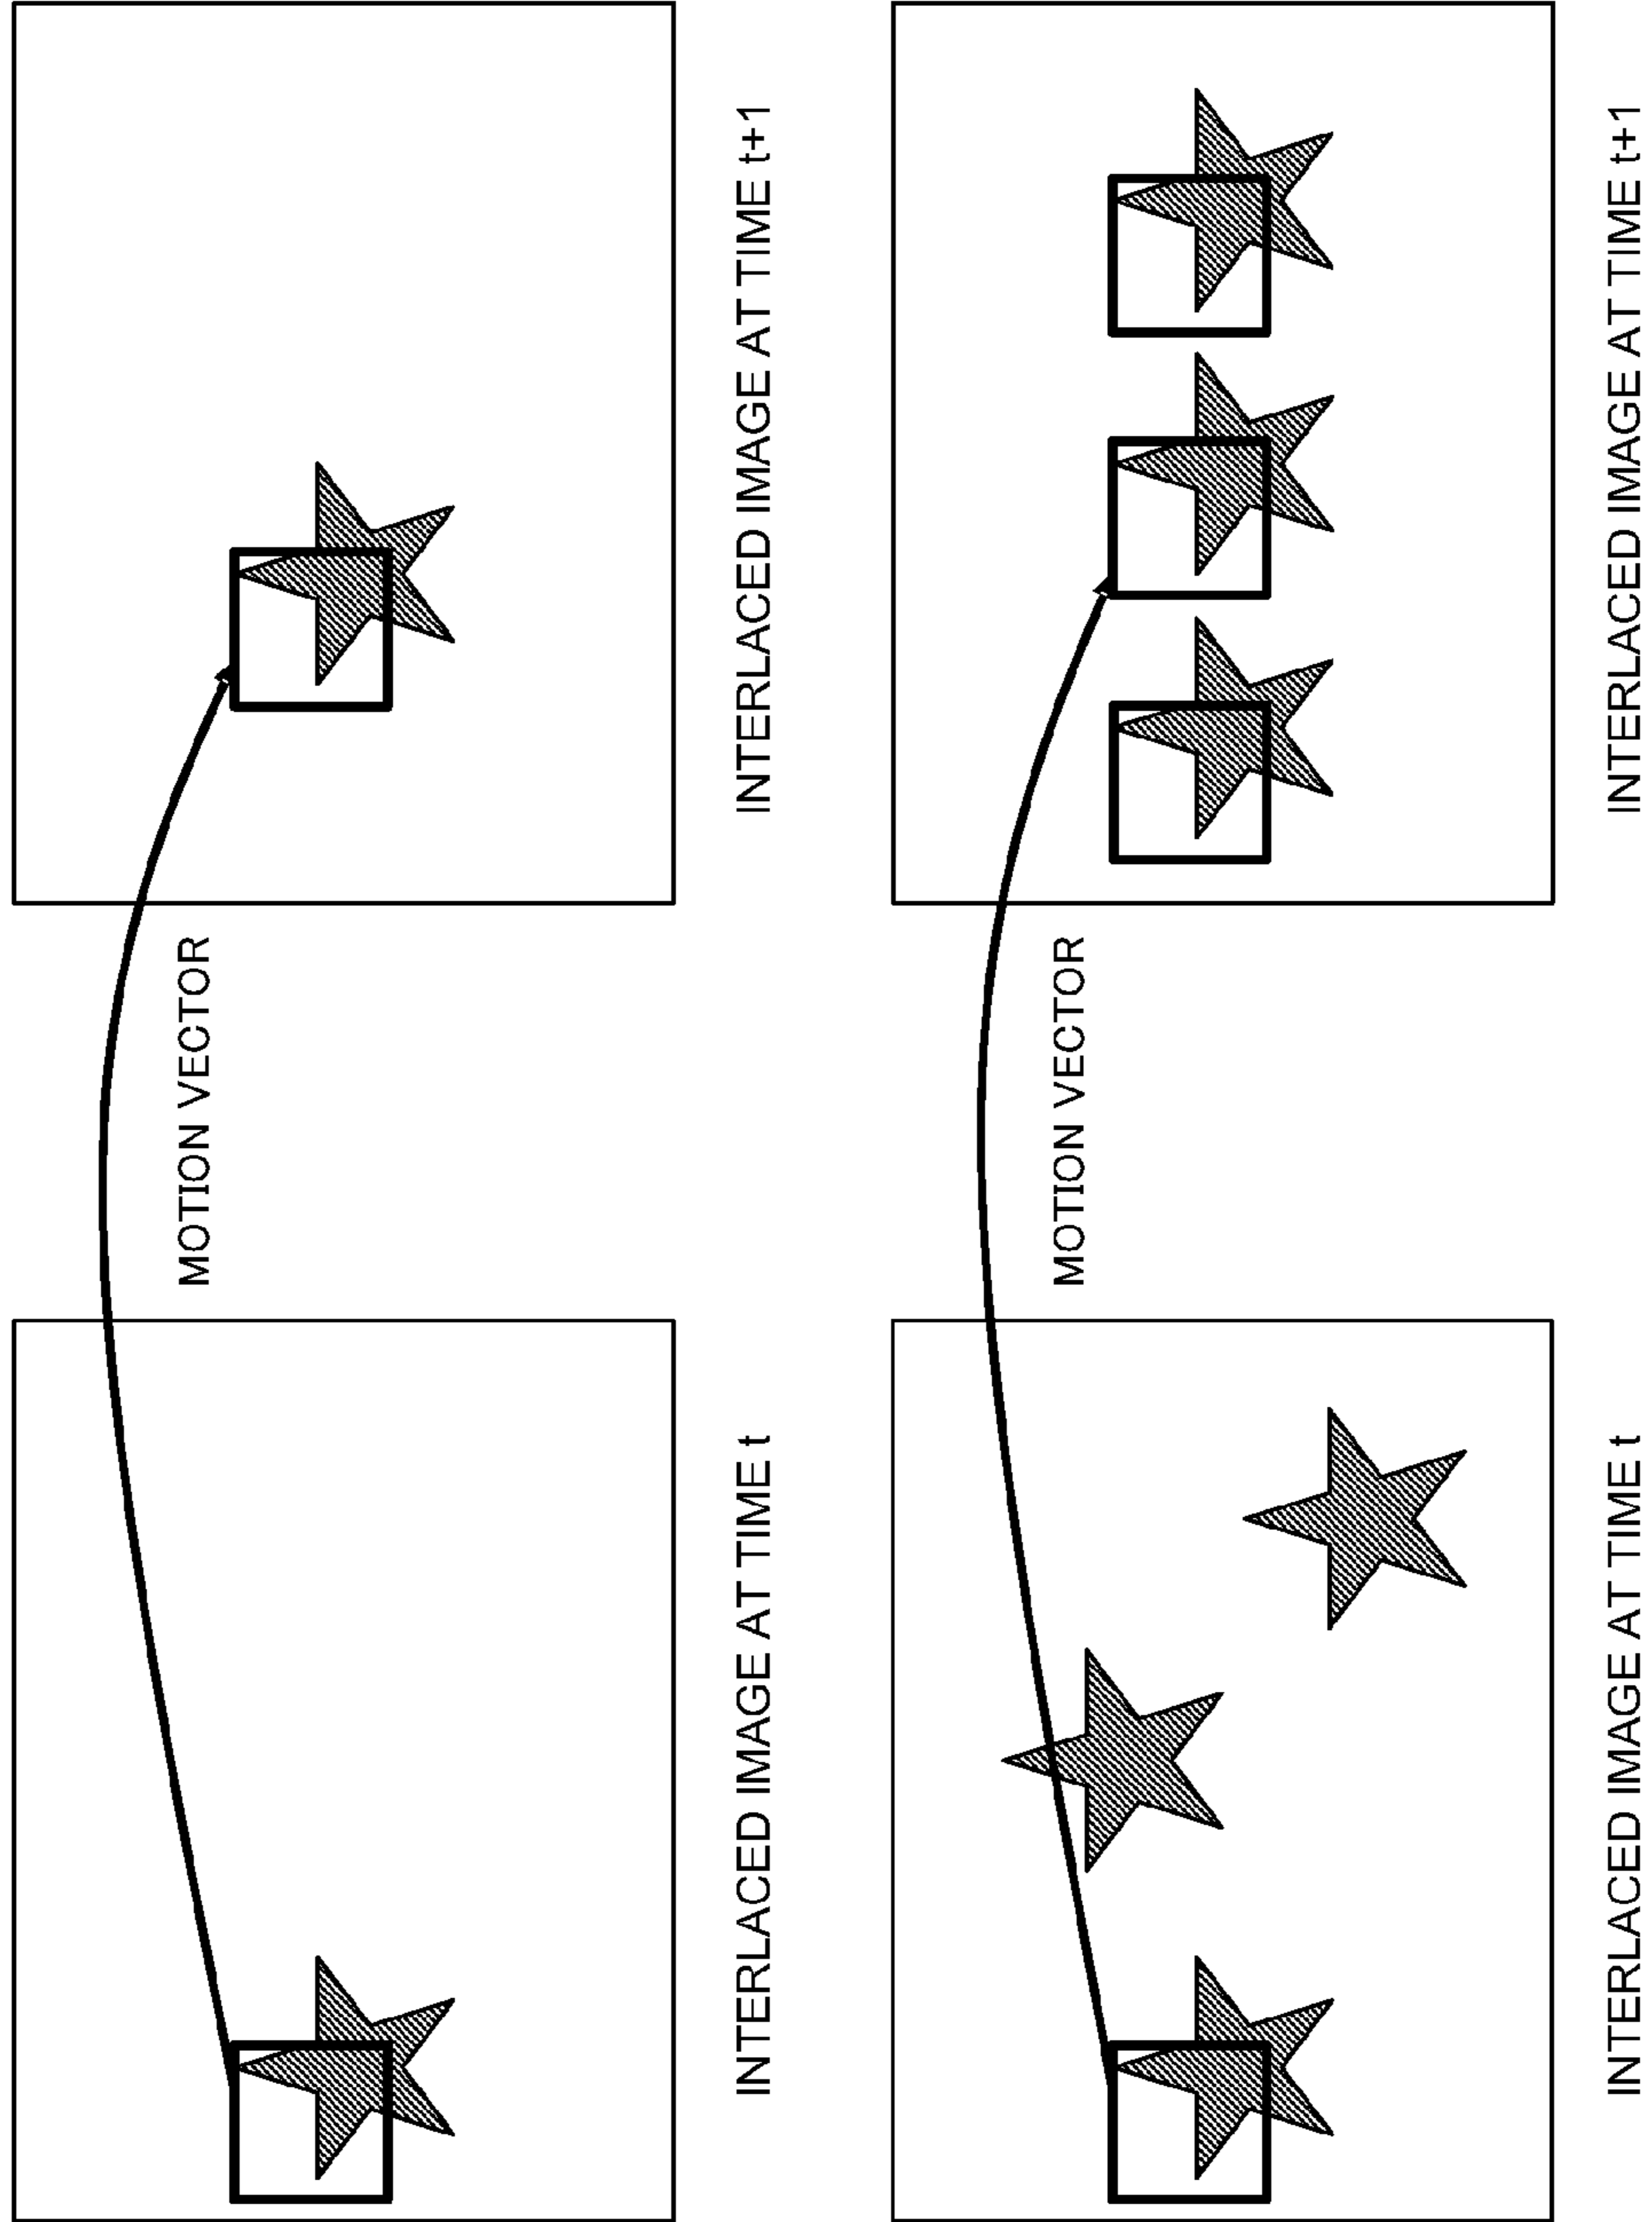 MOTION VECTOR
INTERLACED IMAGE AT TIME t
INTERLACED IMAGE AT TIME t+1
MOTION VECTOR
INTERLACED IMAGE AT TIME t
INTERLACED IMAGE AT TIME t+1